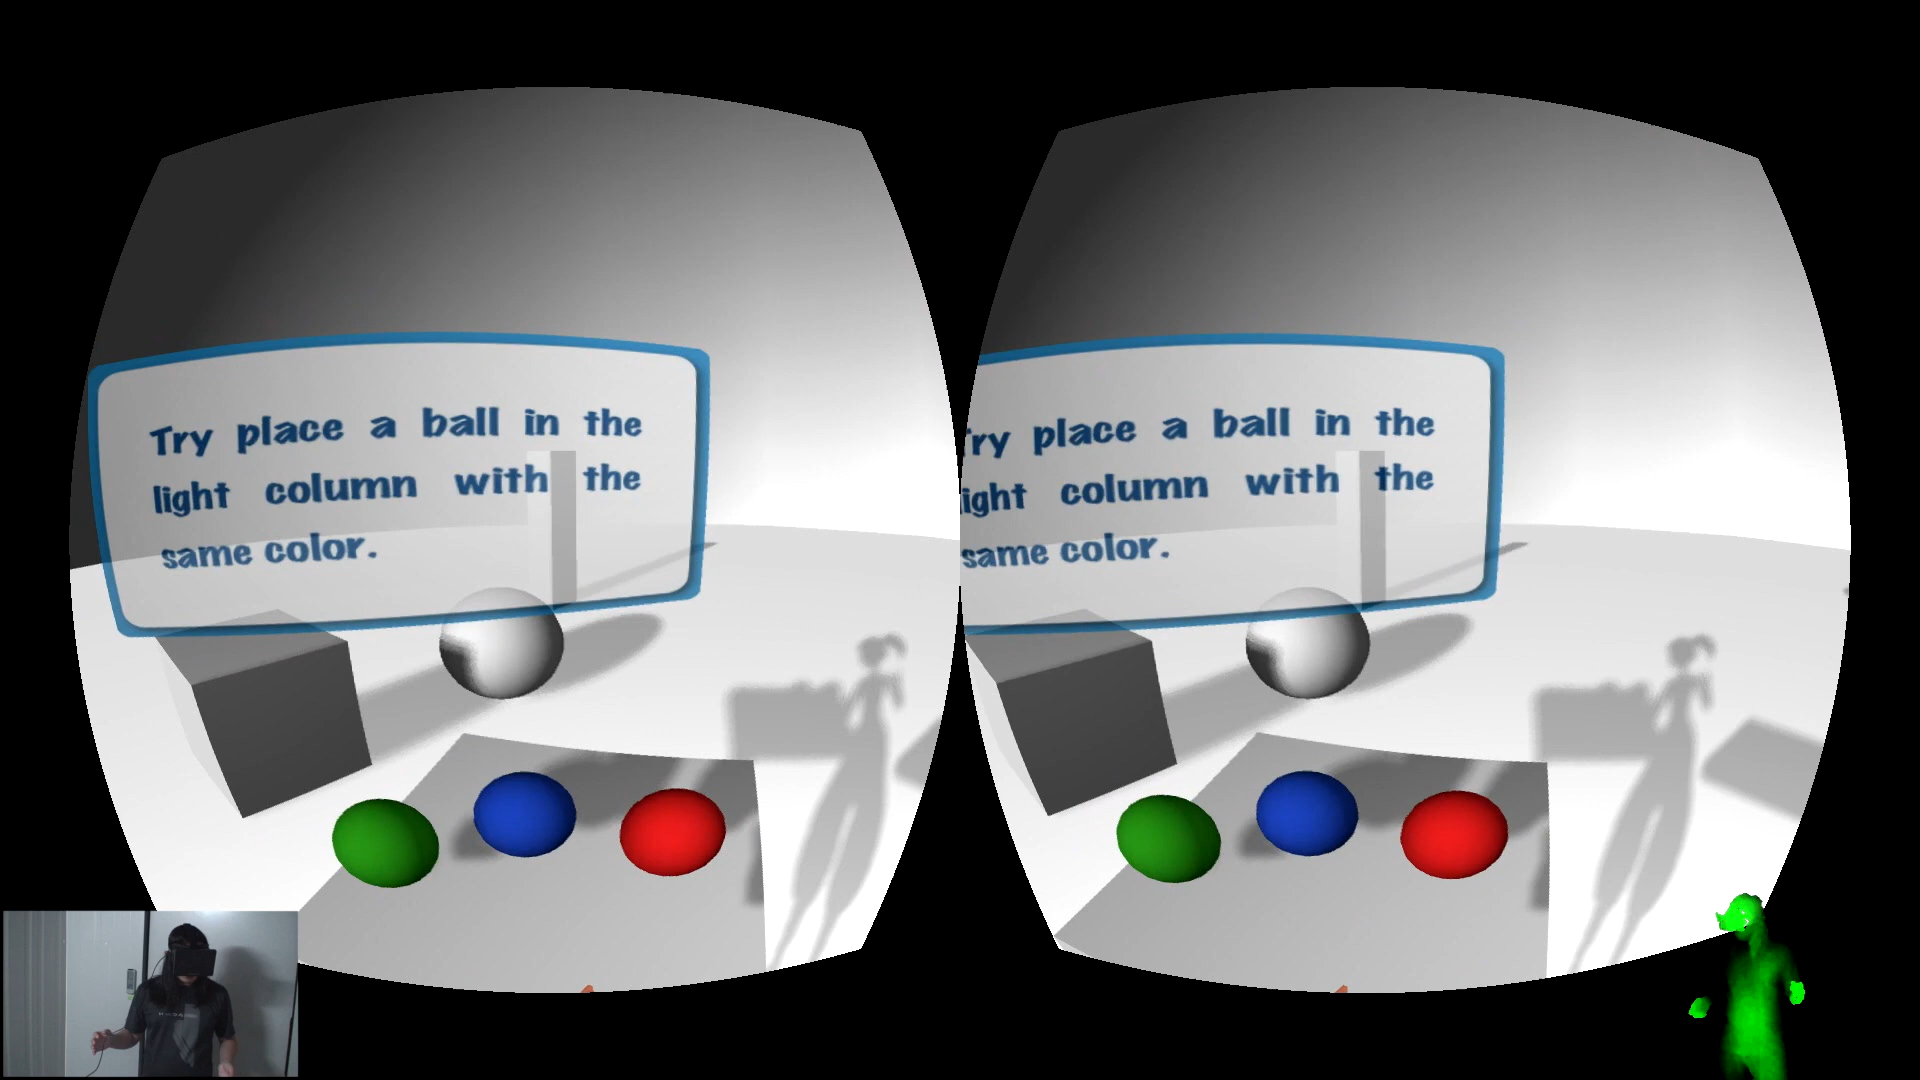 Try place a ball in the
light column with the
same color.
Try place a ball in the
light column with the
same color.